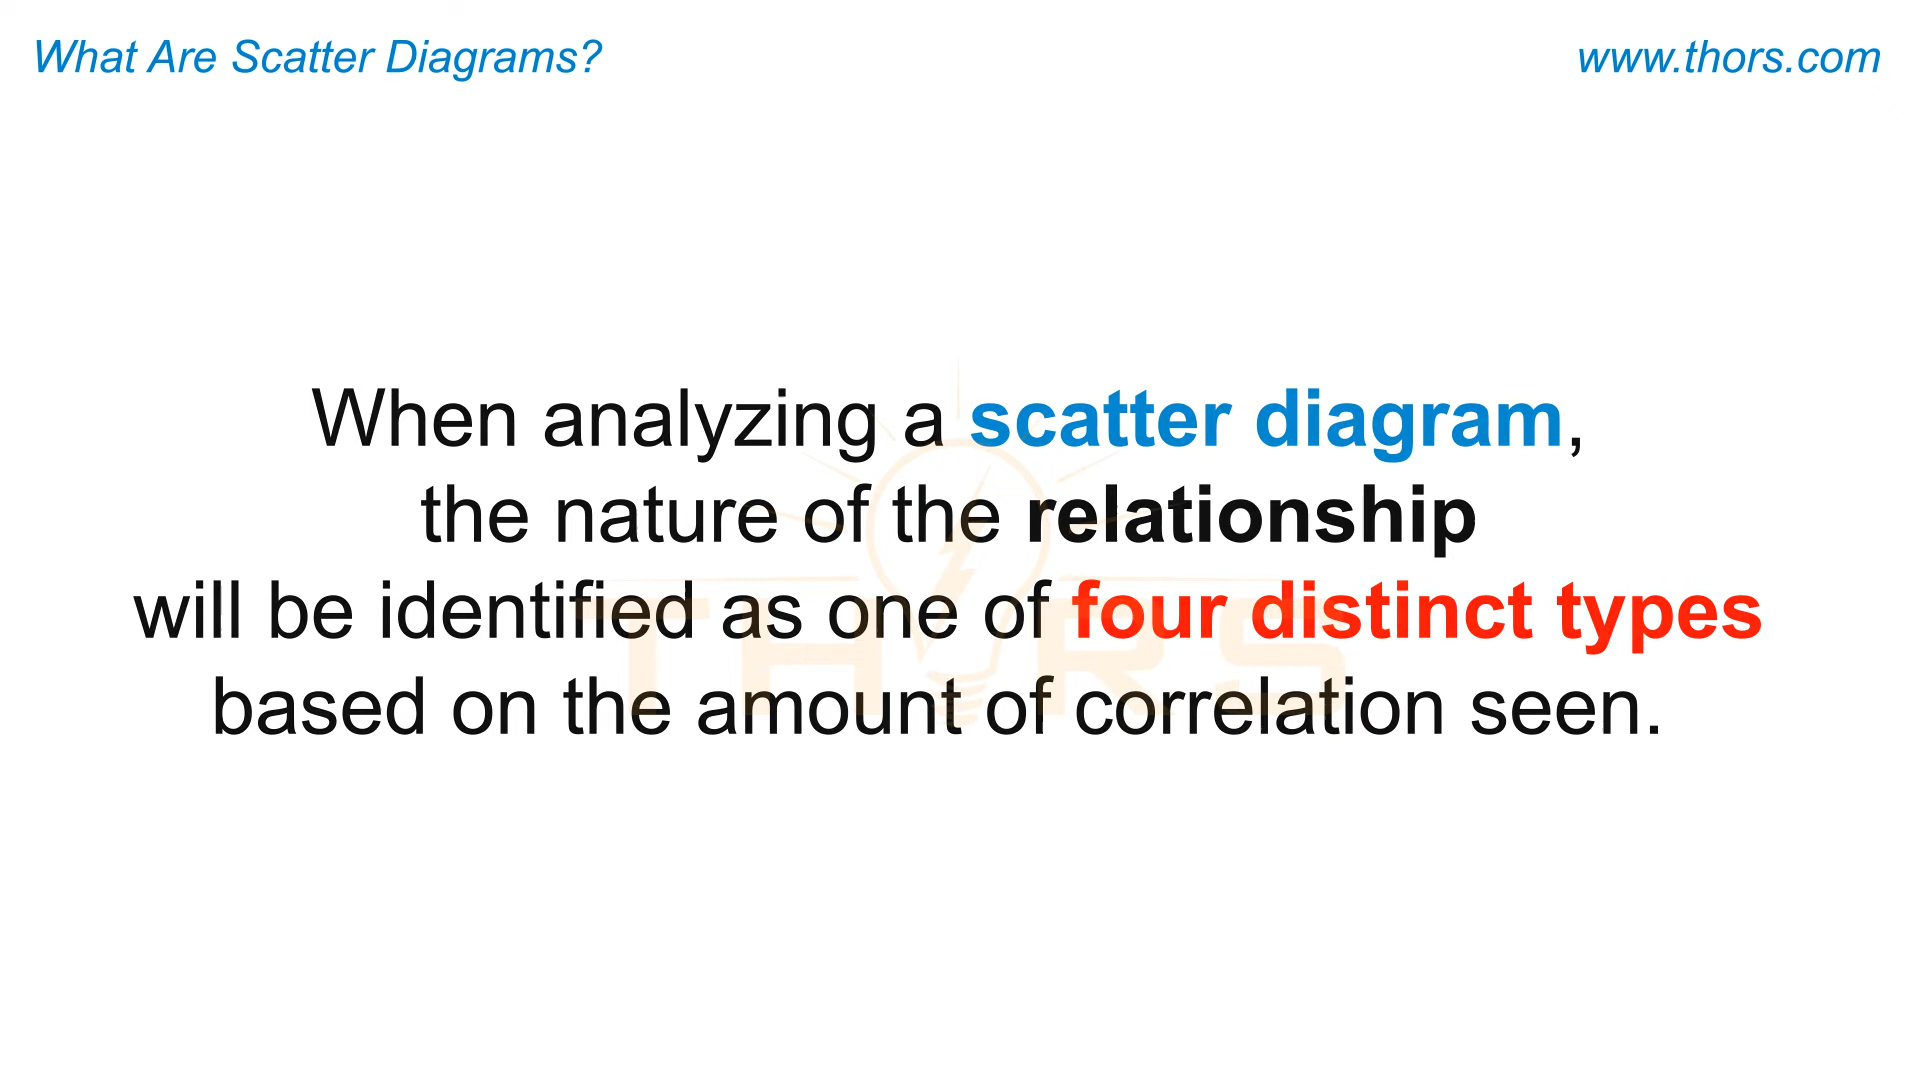 What Are Scatter Diagrams?
www.thors.com
When analyzing a scatter diagram,
the nature of the relationship
will be identified as one of four distinct types
based on the amount of correlation seen.
THORS